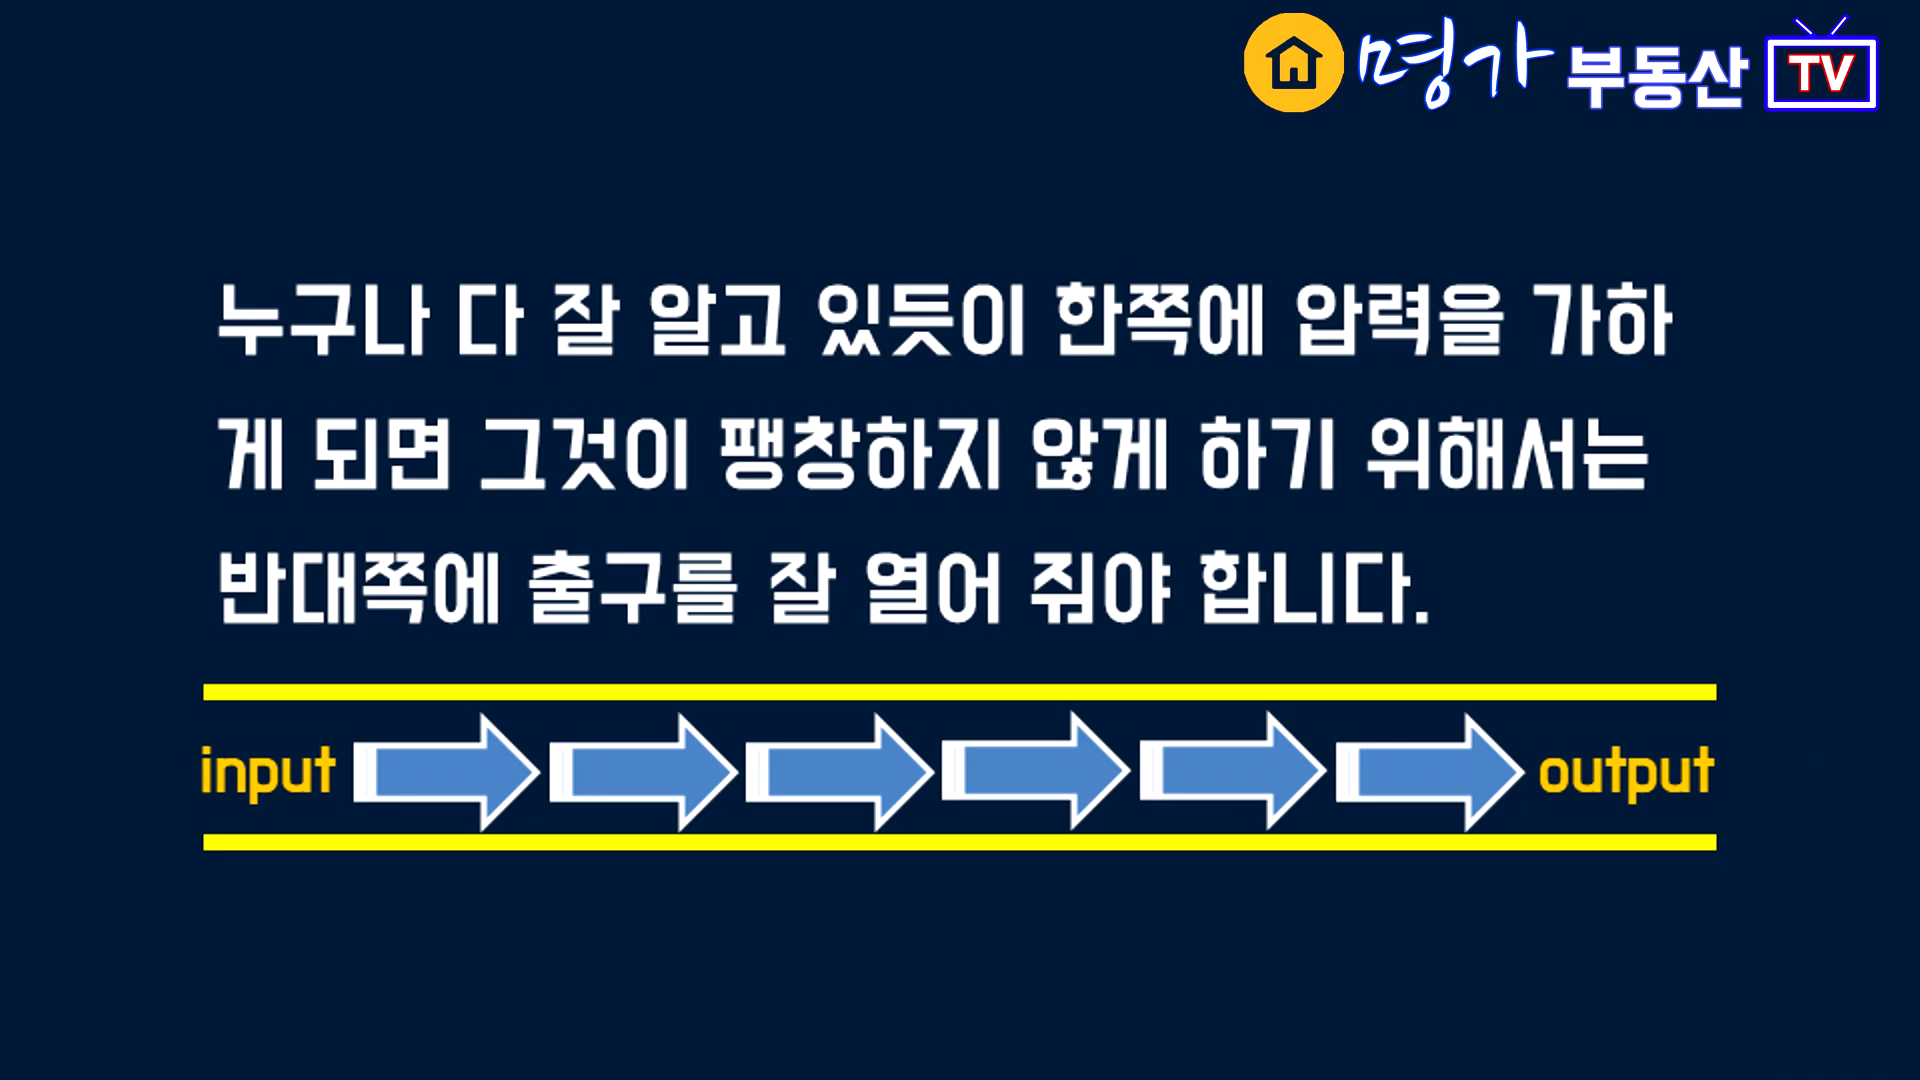 명가 부동산 TV
누구나 다 잘 알고 있듯이 한쪽에 압력을 가하
게 되면 그것이 팽창하지 않게 하기 위해서는
반대쪽에 출구를 잘 열어 줘야 합니다.
input output